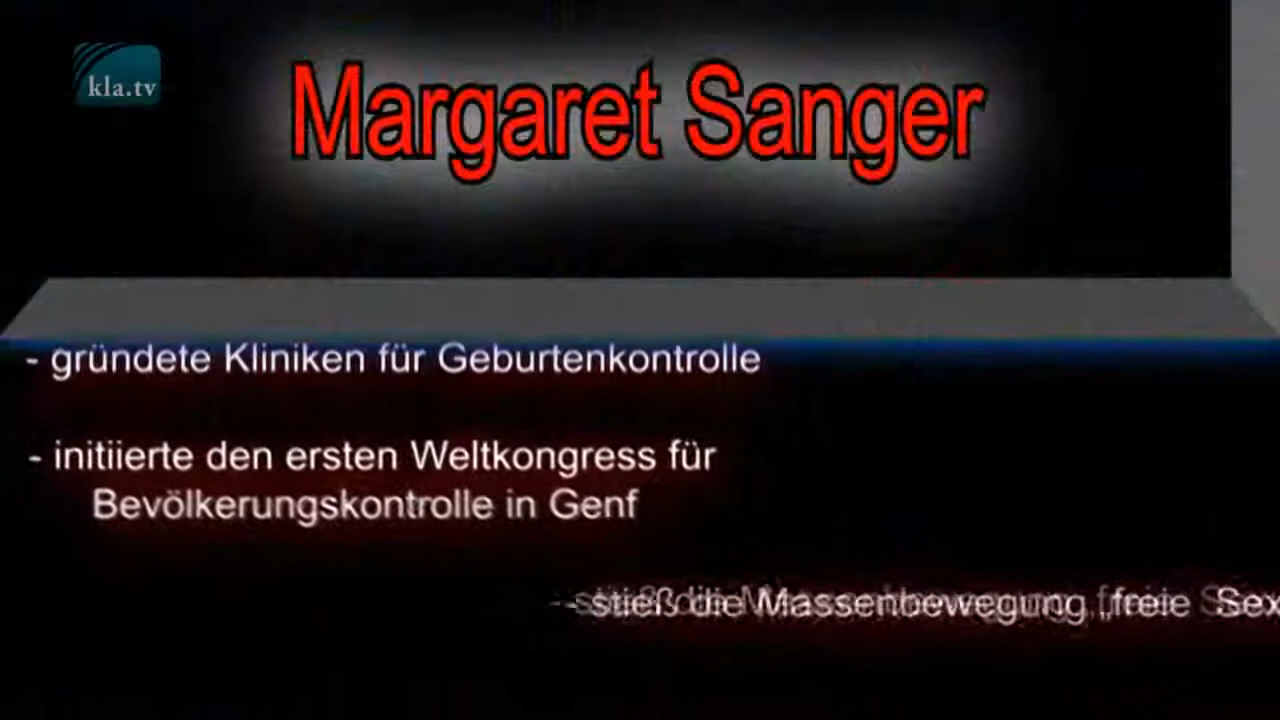 kla.tv
Margaret Sanger
- gründete Kliniken für Geburtenkontrolle
- initiierte den ersten Weltkongress für
Bevölkerungskontrolle in Genf
- stieß die Massenbewegung „freie Sex